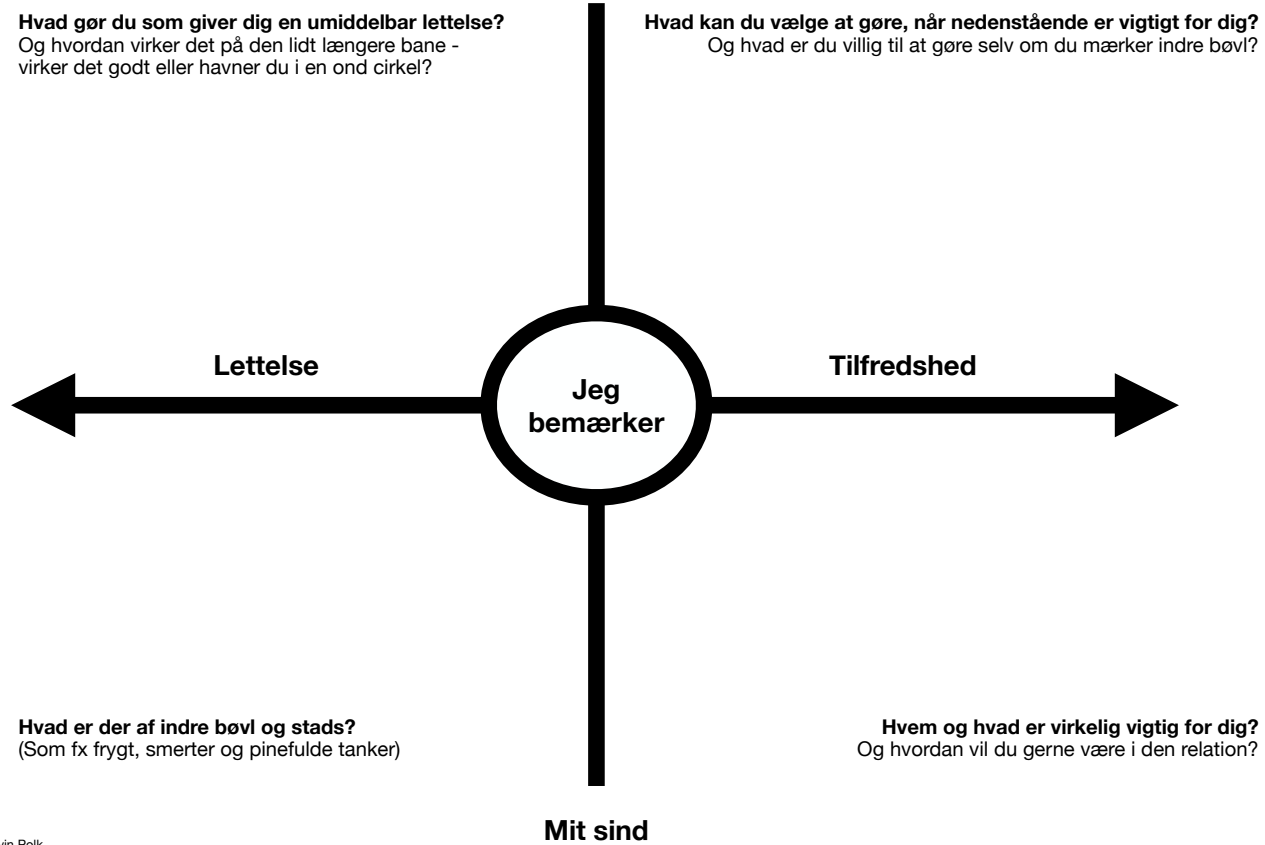 Hvad gør du som giver dig en umiddelbar lettelse?
Og hvordan virker det på den lidt længere bane -
virker det godt eller havner du i en ond cirkel?
Hvad kan du vælge at gøre, når nedenstående er vigtigt for dig?
Og hvad er du villig til at gøre selv om du mærker indre bøvl?
Lettelse
Tilfredshed
Jeg
bemærker
Hvad er der af indre bøvl og stads?
(Som fx frygt, smerter og pinefulde tanker)
Hvem og hvad er virkelig vigtig for dig?
Og hvordan vil du gerne være i den relation?
Mit sind